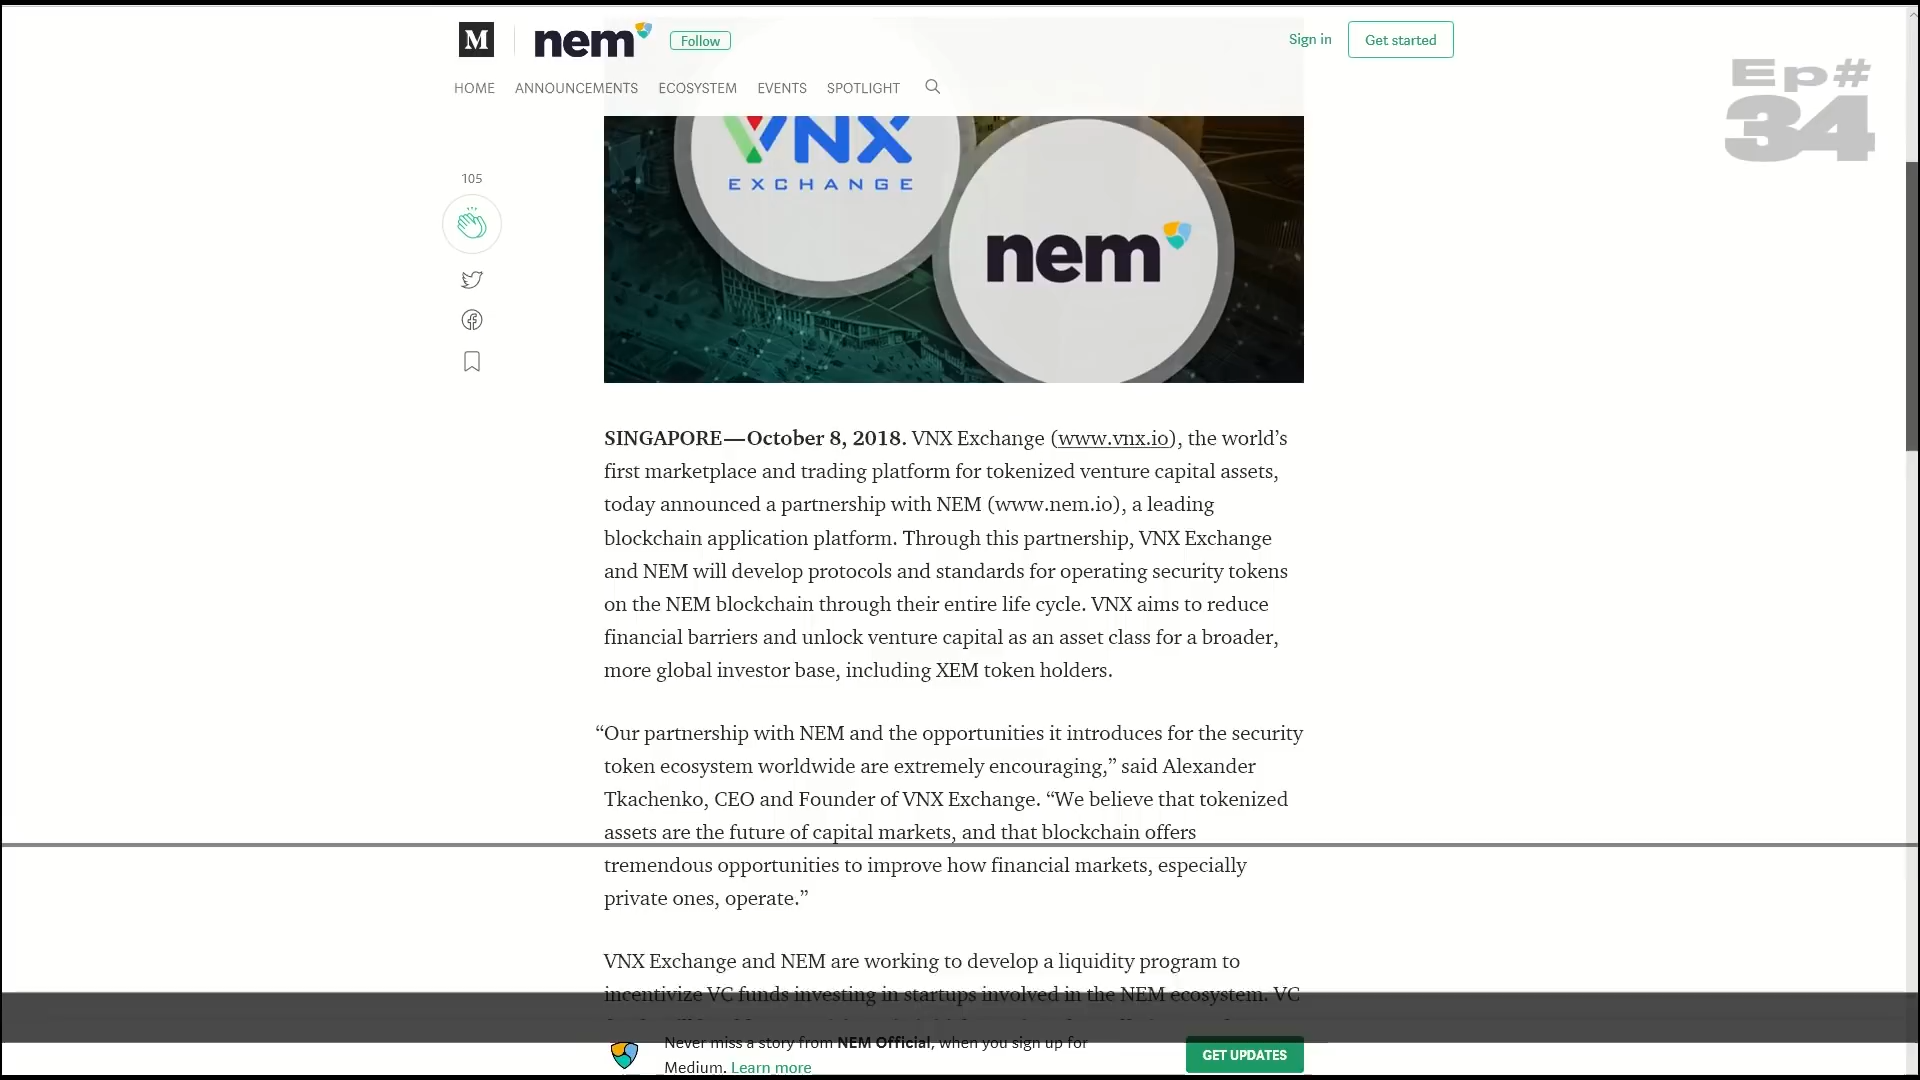 M
nem
Follow
Sign in
Get started
HOME
ANNOUNCEMENTS
ECOSYSTEM
EVENTS
SPOTLIGHT
Ep#
34
105
VNX
EXCHANGE
nem
SINGAPORE—October 8, 2018. VNX Exchange (www.vnx.io), the world’s
first marketplace and trading platform for tokenized venture capital assets,
today announced a partnership with NEM (www.nem.io), a leading
blockchain application platform. Through this partnership, VNX Exchange
and NEM will develop protocols and standards for operating security tokens
on the NEM blockchain through their entire life cycle. VNX aims to reduce
financial barriers and unlock venture capital as an asset class for a broader,
more global investor base, including XEM token holders.
“Our partnership with NEM and the opportunities it introduces for the security
token ecosystem worldwide are extremely encouraging,” said Alexander
Tkachenko, CEO and Founder of VNX Exchange. “We believe that tokenized
assets are the future of capital markets, and that blockchain offers
tremendous opportunities to improve how financial markets, especially
private ones, operate.”
VNX Exchange and NEM are working to develop a liquidity program to
incentivize VC funds investing in startups involved in the NEM ecosystem. VC
Never miss a story from NEM Official, when you sign up for
Medium. Learn more
GET UPDATES